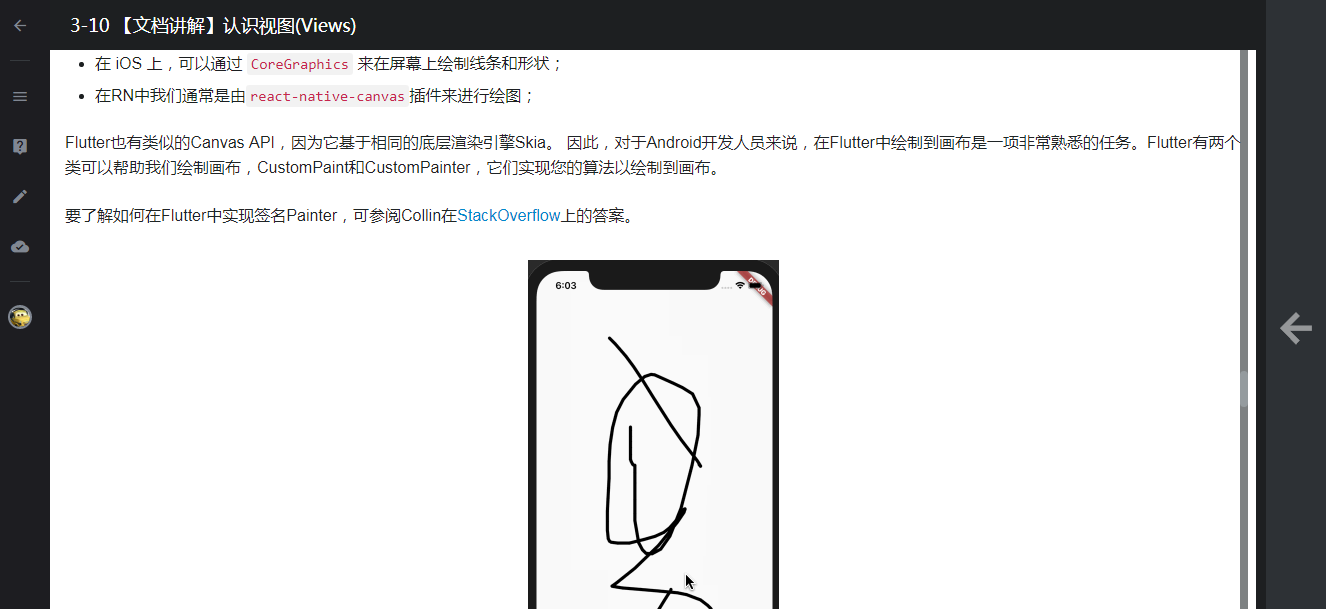 3-10 【文档讲解】认识视图(Views)
在 iOS 上，可以通过 CoreGraphics 来在屏幕上绘制线条和形状；
在RN中我们通常是由 react-native-canvas 插件来进行绘图；
Flutter也有类似的Canvas API，因为它基于相同的底层渲染引擎Skia。 因此，对于Android开发人员来说，在Flutter中绘制到画布是一项非常熟悉的任务。Flutter有两个
类可以帮助我们绘制画布，CustomPaint和CustomPainter，它们实现您的算法以绘制到画布。
要了解如何在Flutter中实现签名Painter，可参阅Collin在StackOverflow上的答案。
6:03